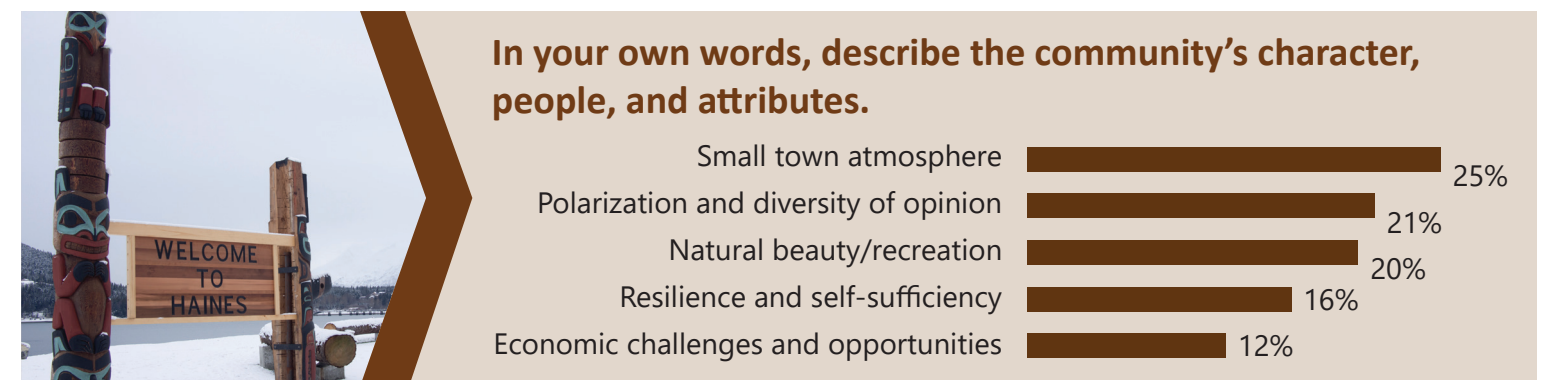 WELCOME
TO
HAINES
In your own words, describe the community’s character,
people, and attributes.
Small town atmosphere 25%
Polarization and diversity of opinion 21%
Natural beauty/recreation 20%
Resilience and self-sufficiency 16%
Economic challenges and opportunities 12%